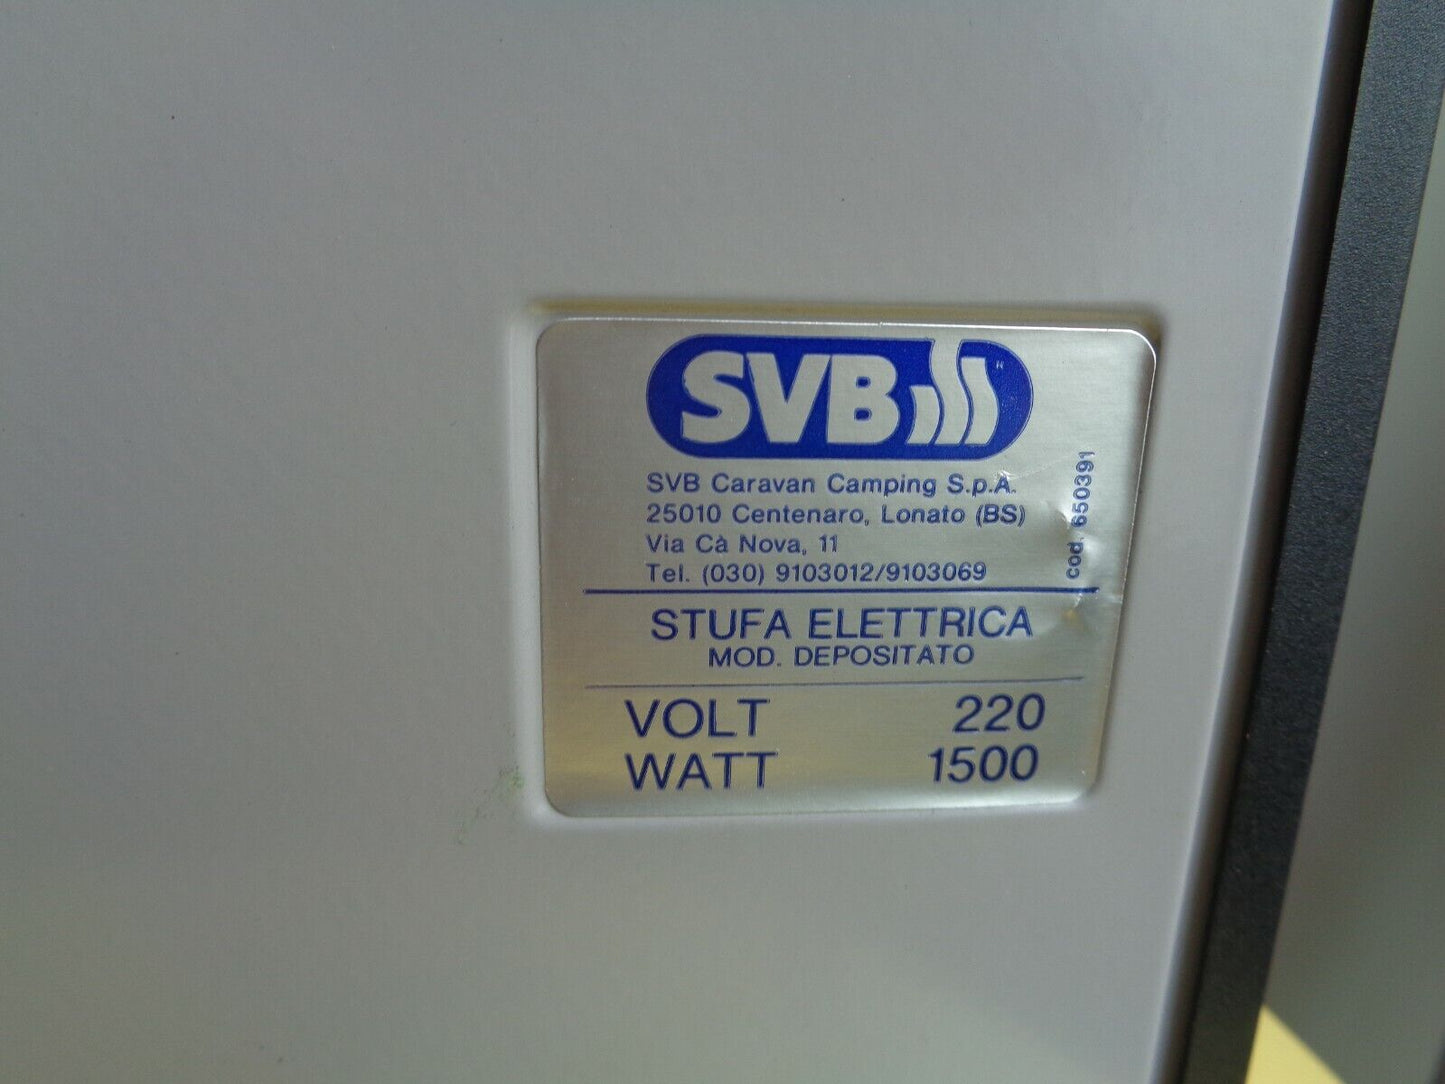 SVB
SVB Caravan Camping S.p.A.
25010 Centenaro, Lonato (BS)
Via Cà Nova, 11
Tel. (030) 9103012/9103069
cod. 650391
STUFA ELETTRICA
MOD. DEPOSITATO
VOLT 220
WATT 1500